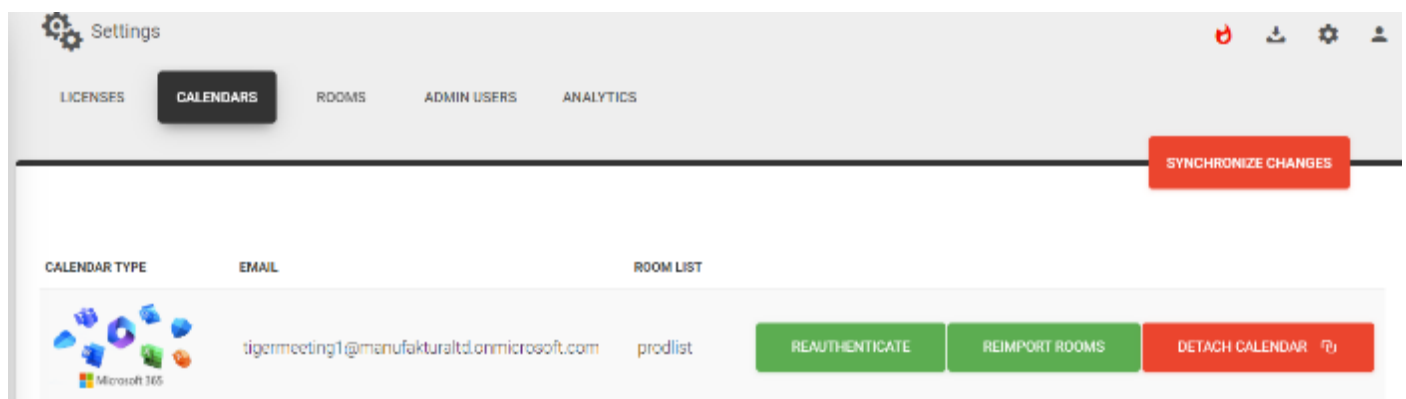 Settings
LICENSES CALENDARS ROOMS ADMIN USERS ANALYTICS
SYNCHRONIZE CHANGES
CALENDAR TYPE EMAIL ROOM LIST
tigermeeting1@manufakturaltd.onmicrosoft.com prodlist REAUTHENTICATE REIMPORT ROOMS DETACH CALENDAR
Microsoft 365